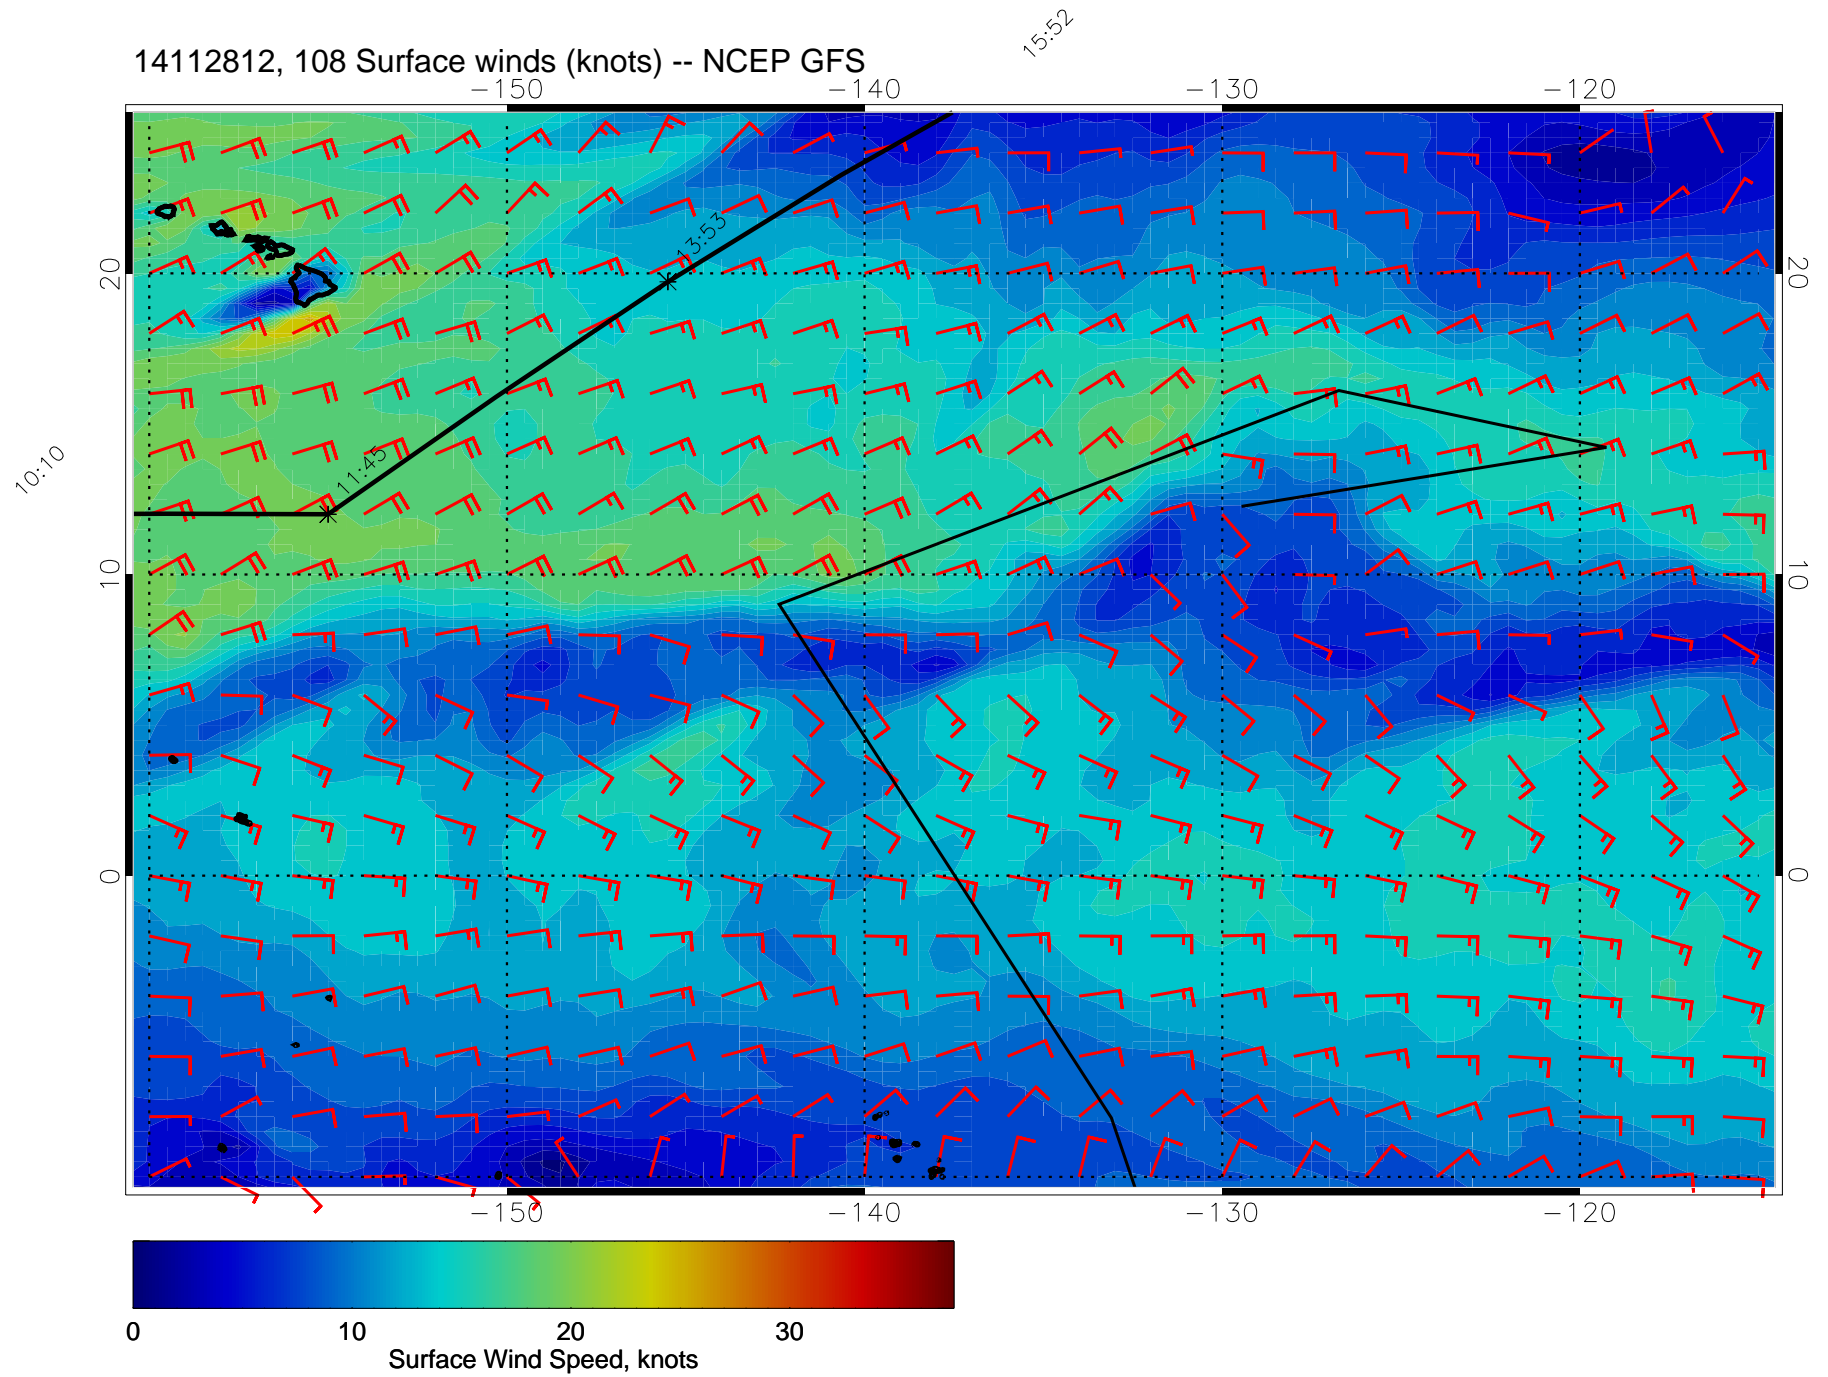 15:52
14112812, 108 Surface winds (knots) -- NCEP GFS
-150 -140 -130 -120
13:53
20 20
10:10
11:45
10 10
0 0
-150 -140 -130 -120
0 10 20 30
Surface Wind Speed, knots